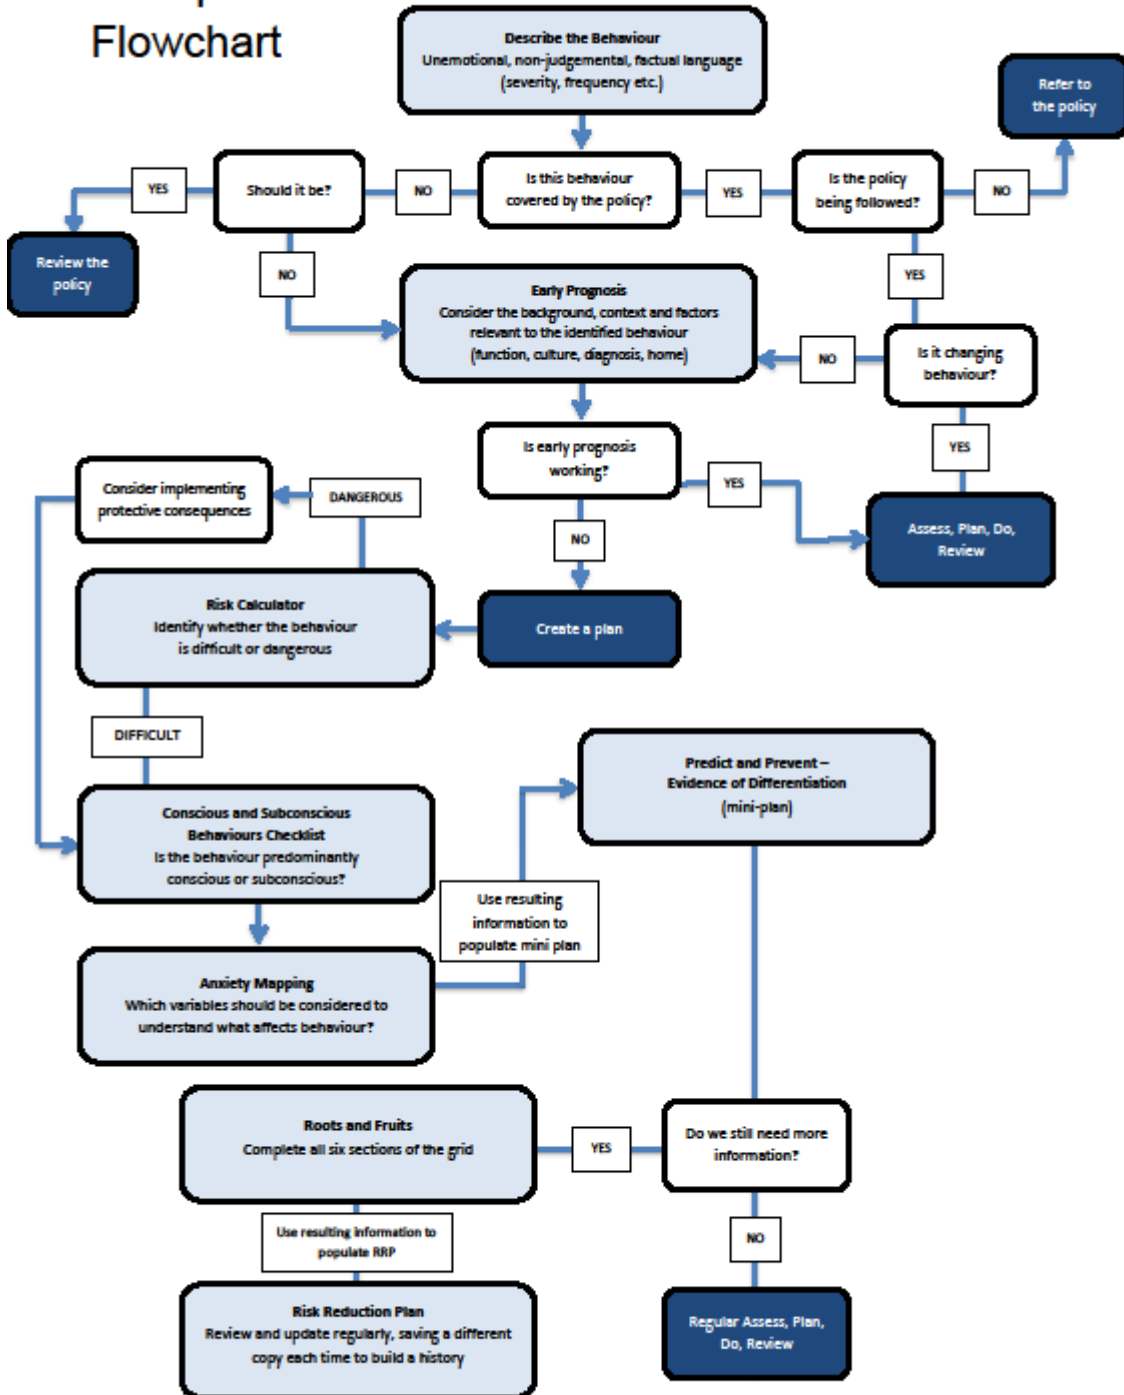 Flowchart
Describe the Behaviour
Unemotional, non-judgemental, factual language
(severity, frequency etc.)
Refer to
the policy
YES
Should it be?
NO
Is this behaviour
covered by the policy?
YES
Is the policy
being followed?
NO
Review the
policy
NO
YES
Early Prognosis
Consider the background, context and factors
relevant to the identified behaviour
(function, culture, diagnosis, home)
NO
Is it changing
behaviour?
Is early prognosis
working?
YES
YES
Consider implementing
protective consequences
DANGEROUS
NO
Assess, Plan, Do,
Review
Risk Calculator
Identify whether the behaviour
is difficult or dangerous
Create a plan
DIFFICULT
Predict and Prevent –
Evidence of Differentiation
(mini-plan)
Conscious and Subconscious
Behaviours Checklist
Is the behaviour predominantly
conscious or subconscious?
Use resulting
information to
populate mini plan
Anxiety Mapping
Which variables should be considered to
understand what affects behaviour?
Roots and Fruits
Complete all six sections of the grid
YES
Do we still need more
information?
Use resulting information to
populate RRP
NO
Risk Reduction Plan
Review and update regularly, saving a different
copy each time to build a history
Regular Assess, Plan,
Do, Review